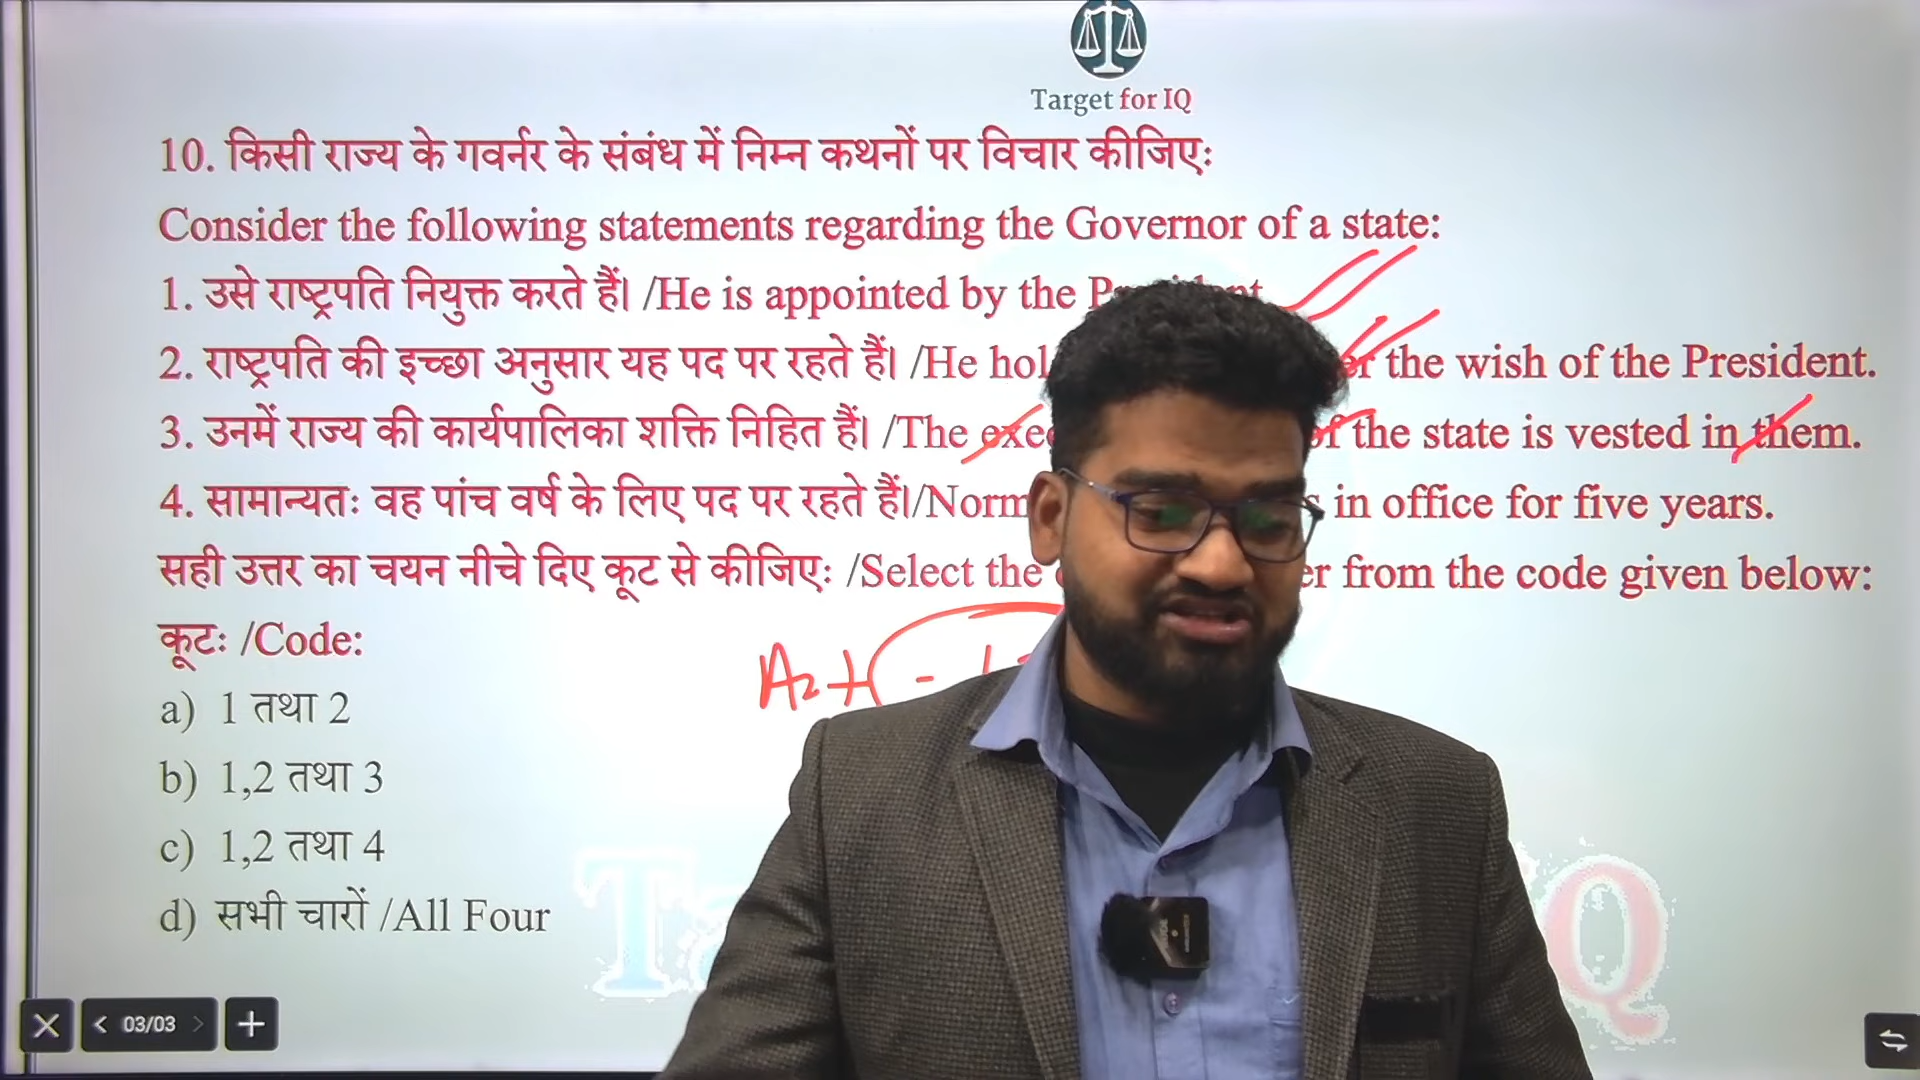 Target for IQ
10. किसी राज्य के गवर्नर के संबंध में निम्न कथनों पर विचार कीजिएः
Consider the following statements regarding the Governor of a state:
1. उसे राष्ट्रपति नियुक्त करते हैं। /He is appointed by the
2. राष्ट्रपति की इच्छा अनुसार यह पद पर रहते हैं। /He the wish of the President.
3. उनमें राज्य की कार्यपालिका शक्ति निहित हैं। /The the state is vested in them.
4. सामान्यतः वह पांच वर्ष के लिए पद पर रहते हैं।/ in office for five years.
सही उत्तर का चयन नीचे दिए कूट से कीजिएः /Select the from the code given below:
कूटः /Code:
a) 1 तथा 2
b) 1,2 तथा 3
c) 1,2 तथा 4
d) सभी चारों /All Four
03/03